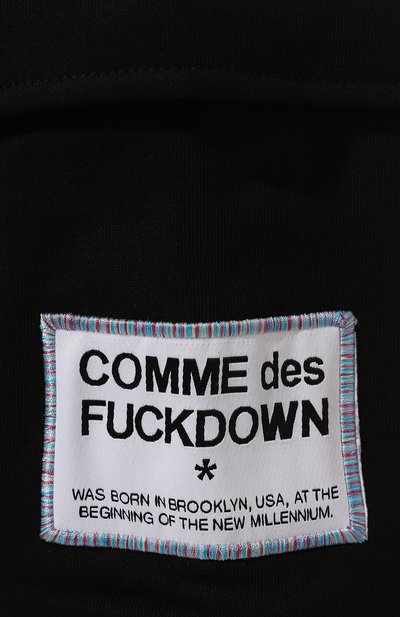 COMME des
FUCKDOWN
*
WAS BORN IN BROOKLYN, USA, AT THE
BEGINNING OF THE NEW MILLENNIUM.